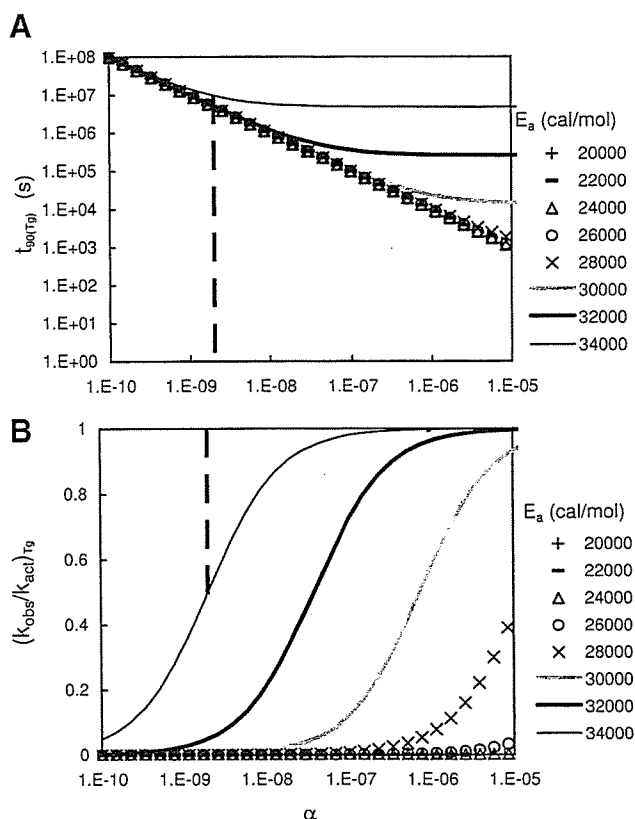 A
t90(Tg) (s)
1.E+08
1.E+07
1.E+06
1.E+05
1.E+04
1.E+03
1.E+02
1.E+01
1.E+00
1.E-10 1.E-09 1.E-08 1.E-07 1.E-06 1.E-05
Ea (cal/mol)
20000
22000
24000
26000
28000
30000
32000
34000
B
(kobs/kact)Tg
1
0.8
0.6
0.4
0.2
0
1.E-10 1.E-09 1.E-08 1.E-07 1.E-06 1.E-05
α
Ea (cal/mol)
20000
22000
24000
26000
28000
30000
32000
34000